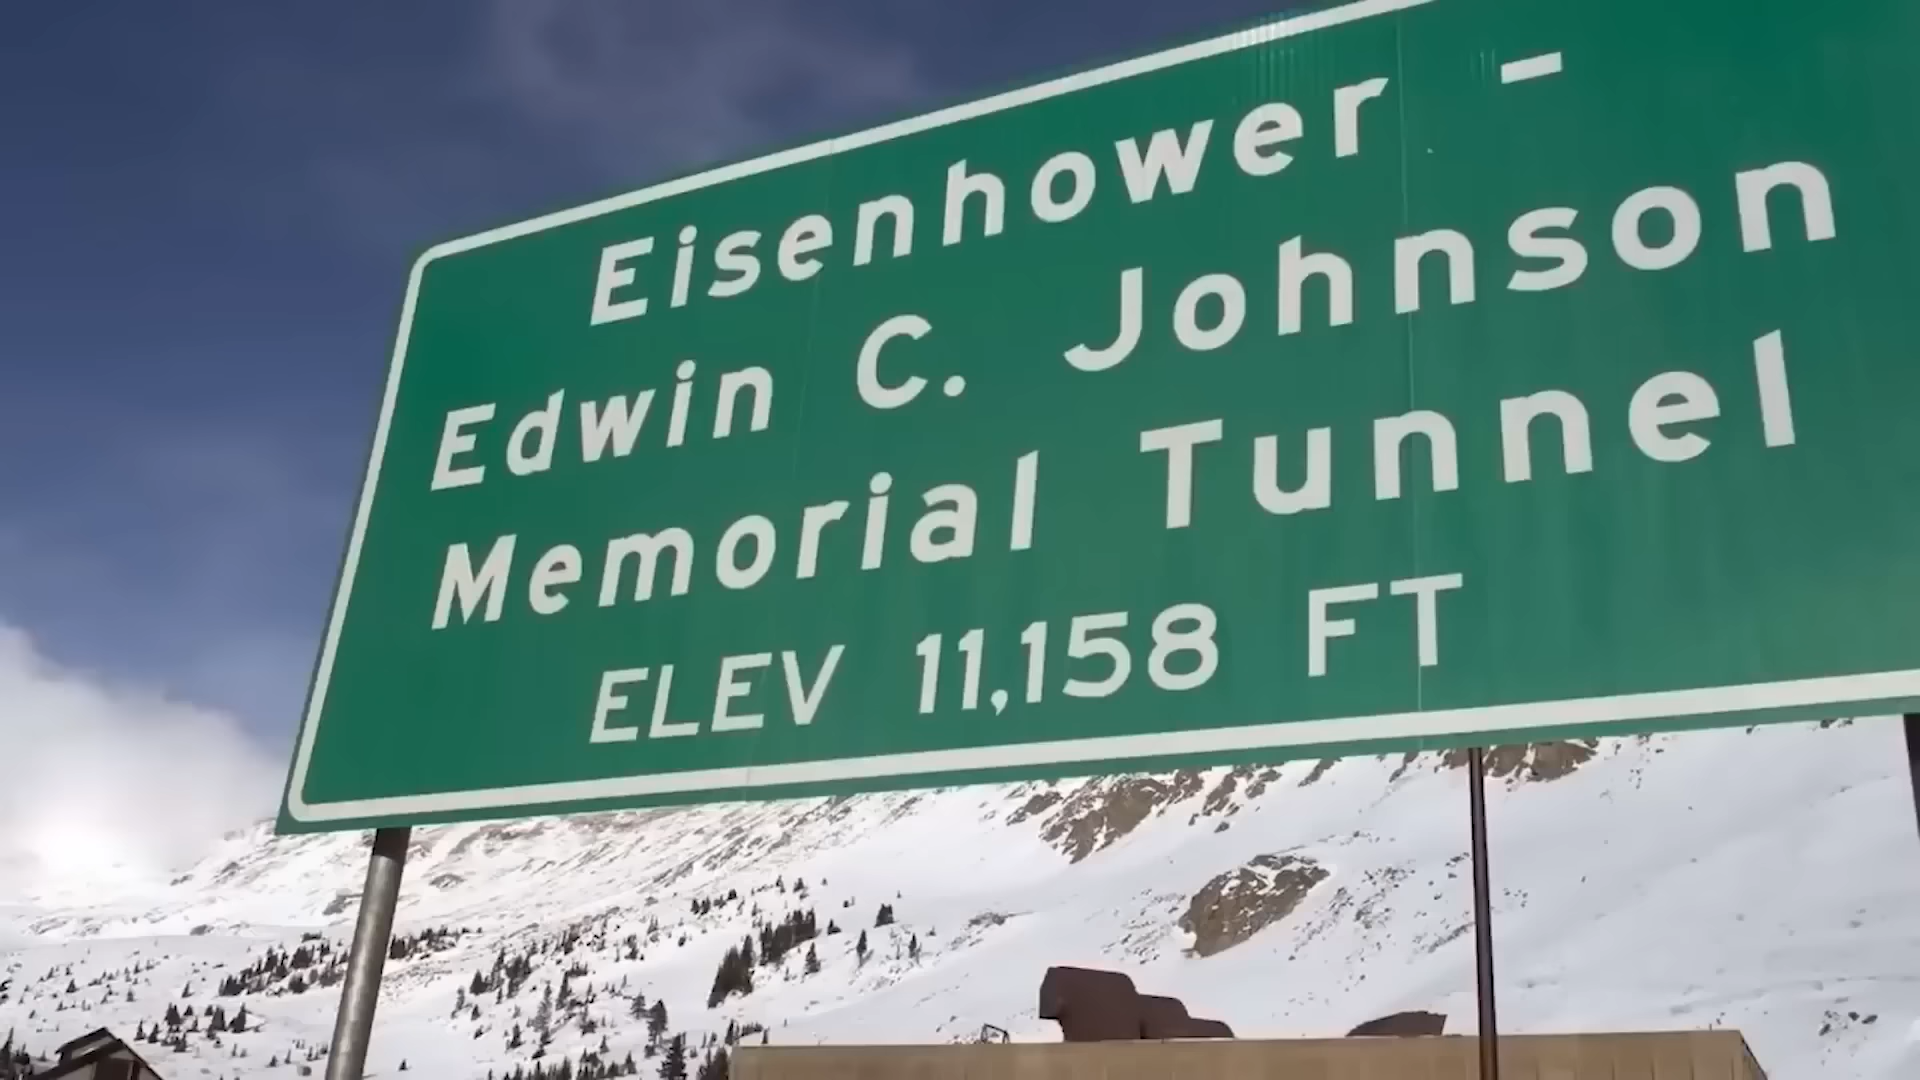 Eisenhower -
Edwin C. Johnson
Memorial Tunnel
ELEV 11,158 FT